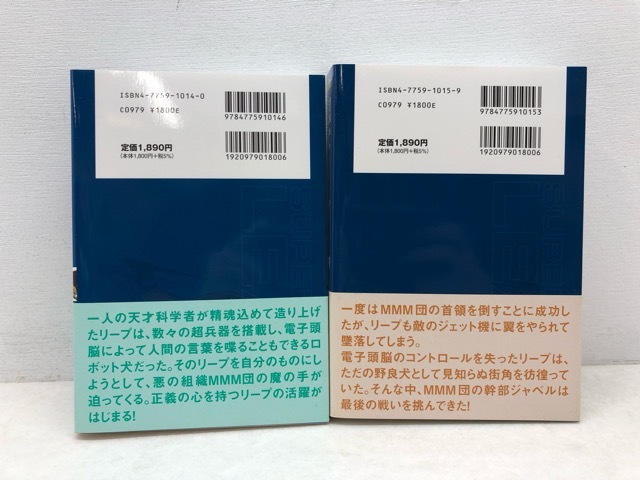 ISBN4-7759-1014-0
C0979 ¥1800E
9784775910146
定価1,890円
(本体1,800円+税5%)
1920979018006
一人の天才科学者が精魂込めて造り上げ
たリープは、数々の超兵器を搭載し、電子頭
脳によって人間の言葉を喋ることもできるロ
ボット犬だった。そのリープを自分のものにし
ようとして、悪の組織MMM団の魔の手が
迫ってくる。正義の心を持つリープの活躍が
はじまる!
ISBN4-7759-1015-9
C0979 ¥1800E
9784775910153
定価1,890円
(本体1,800円+税5%)
1920979018006
SUPE
LE
一度はMMM団の首領を倒すことに成功し
たが、リープも敵のジェット機に翼をやられて
墜落してしまう。
電子頭脳のコントロールを失ったリープは、
ただの野良犬として見知らぬ街角を彷徨って
いた。そんな中、MMM団の幹部ジャベルは
最後の戦いを挑んできた!